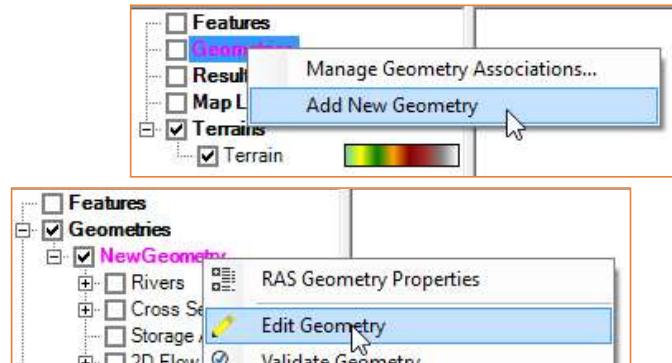 Features
Geometries
Manage Geometry Associations...
Result
Map L
Add New Geometry
Terrains
Terrain
Features
Geometries
NewGeometry
Rivers
RAS Geometry Properties
Cross Se
Storage
Edit Geometry
2D Flow
Validate Geometry